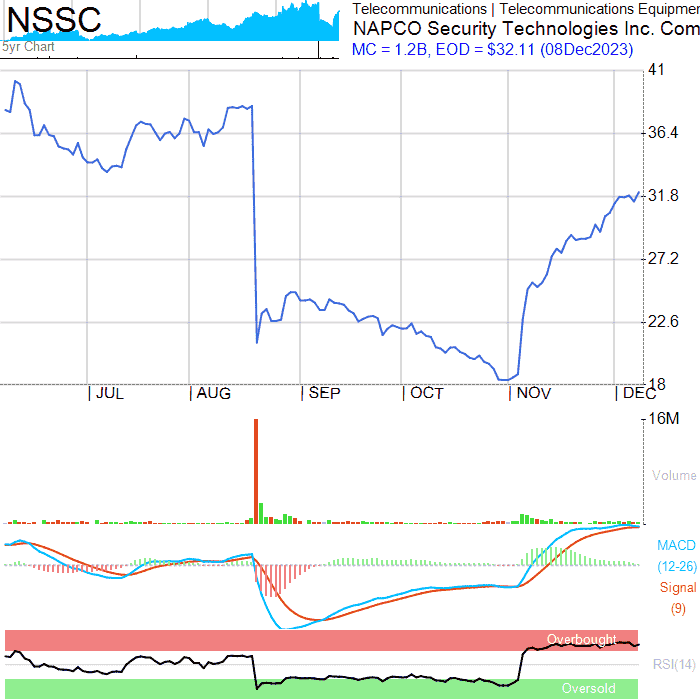 NSSC
5yr Chart
Telecommunications | Telecommunications Equipmen
NAPCO Security Technologies Inc. Com
MC = 1.2B, EOD = $32.11 (08Dec2023)
41
36.4
31.8
27.2
22.6
18
JUL AUG SEP OCT NOV DEC
16M
Volume
MACD
(12-26)
Signal
(9)
Overbought
RSI(14)
Oversold